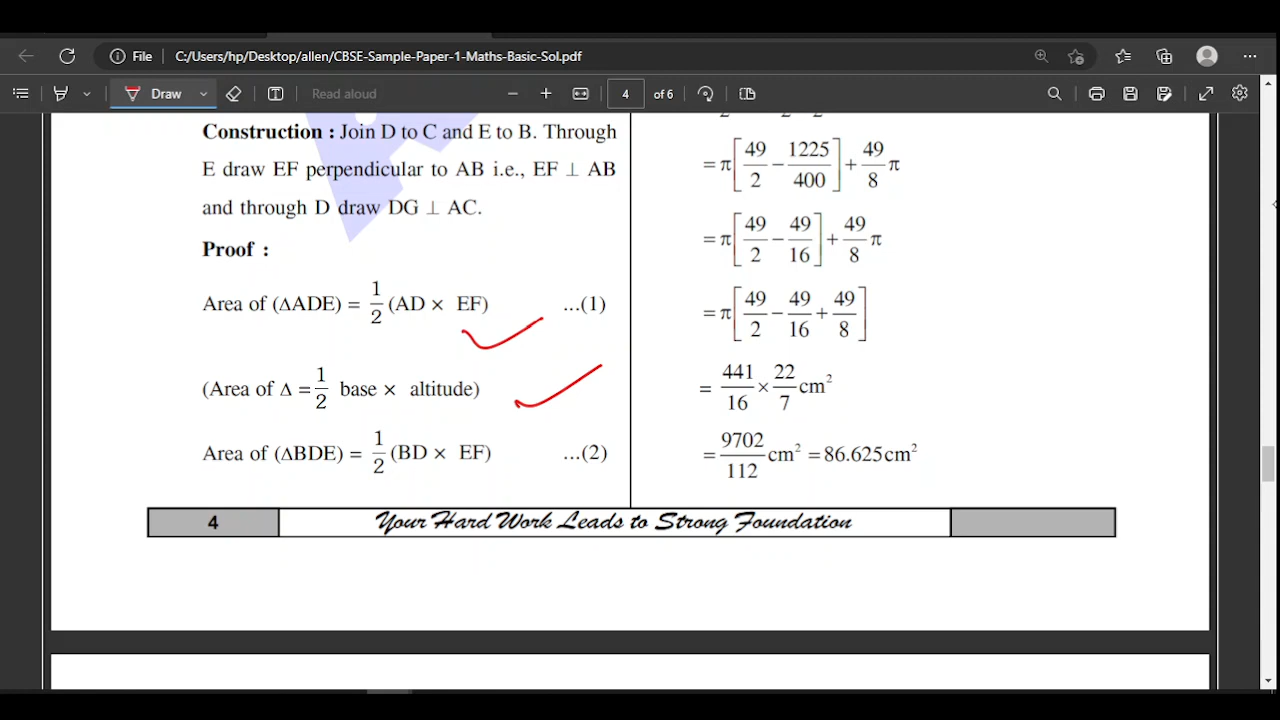 File
C:/Users/hp/Desktop/allen/CBSE-Sample-Paper-1-Maths-Basic-Sol.pdf
Draw
Read aloud
4
of 6
Construction : Join D to C and E to B. Through
E draw EF perpendicular to AB i.e., EF ⊥ AB
and through D draw DG ⊥ AC.
Proof :
Area of (ΔADE) = 1/2 (AD × EF) ...(1)
(Area of Δ = 1/2 base × altitude)
Area of (ΔBDE) = 1/2 (BD × EF) ...(2)
= π[49/2 − 1225/400] + 49/8 π
= π[49/2 − 49/16] + 49/8 π
= π[49/2 − 49/16 + 49/8]
= 441/16 × 22/7 cm²
= 9702/112 cm² = 86.625cm²
4
Your Hard Work Leads to Strong Foundation